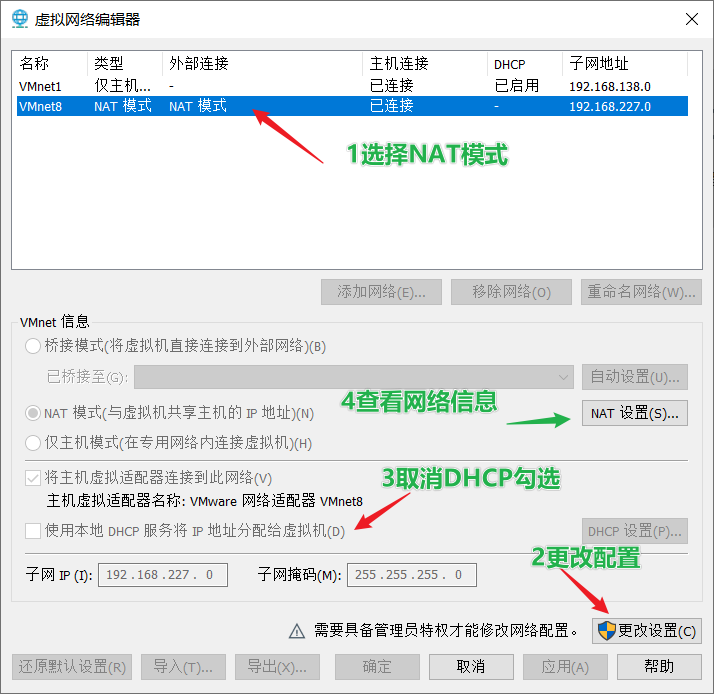 虚拟网络编辑器
名称 类型 外部连接 主机连接 DHCP 子网地址
VMnet1 仅主机... - 已连接 已启用 192.168.138.0
VMnet8 NAT 模式 NAT 模式 已连接 - 192.168.227.0
1选择NAT模式
添加网络(E)... 移除网络(O) 重命名网络(W)...
VMnet 信息
桥接模式(将虚拟机直接连接到外部网络)(B)
已桥接至(G): 自动设置(U)...
4查看网络信息
NAT 模式(与虚拟机共享主机的 IP 地址)(N) NAT 设置(S)...
仅主机模式(在专用网络内连接虚拟机)(H)
将主机虚拟适配器连接到此网络(V)
3取消DHCP勾选
主机虚拟适配器名称: VMware 网络适配器 VMnet8
使用本地 DHCP 服务将 IP 地址分配给虚拟机(D) DHCP 设置(P)...
2更改配置
子网 IP (I): 192 . 168 . 227 . 0 子网掩码(M): 255 . 255 . 255 . 0
需要具备管理员特权才能修改网络配置。 更改设置(C)
还原默认设置(R) 导入(T)... 导出(X)... 确定 取消 应用(A) 帮助